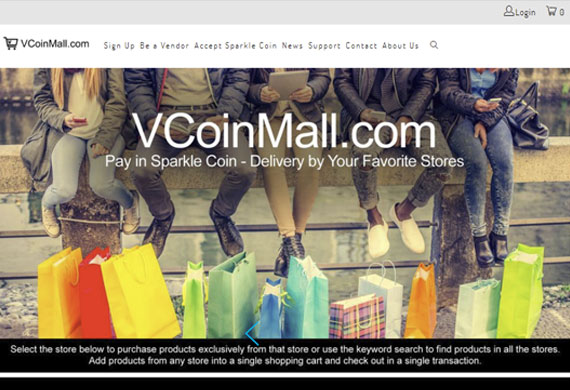 Login 0
VCoinMall.com Sign Up Be a Vendor Accept Sparkle Coin News Support Contact About Us
VCoinMall.com
Pay in Sparkle Coin - Delivery by Your Favorite Stores
Select the store below to purchase products exclusively from that store or use the keyword search to find products in all the stores.
Add products from any store into a single shopping cart and check out in a single transaction.